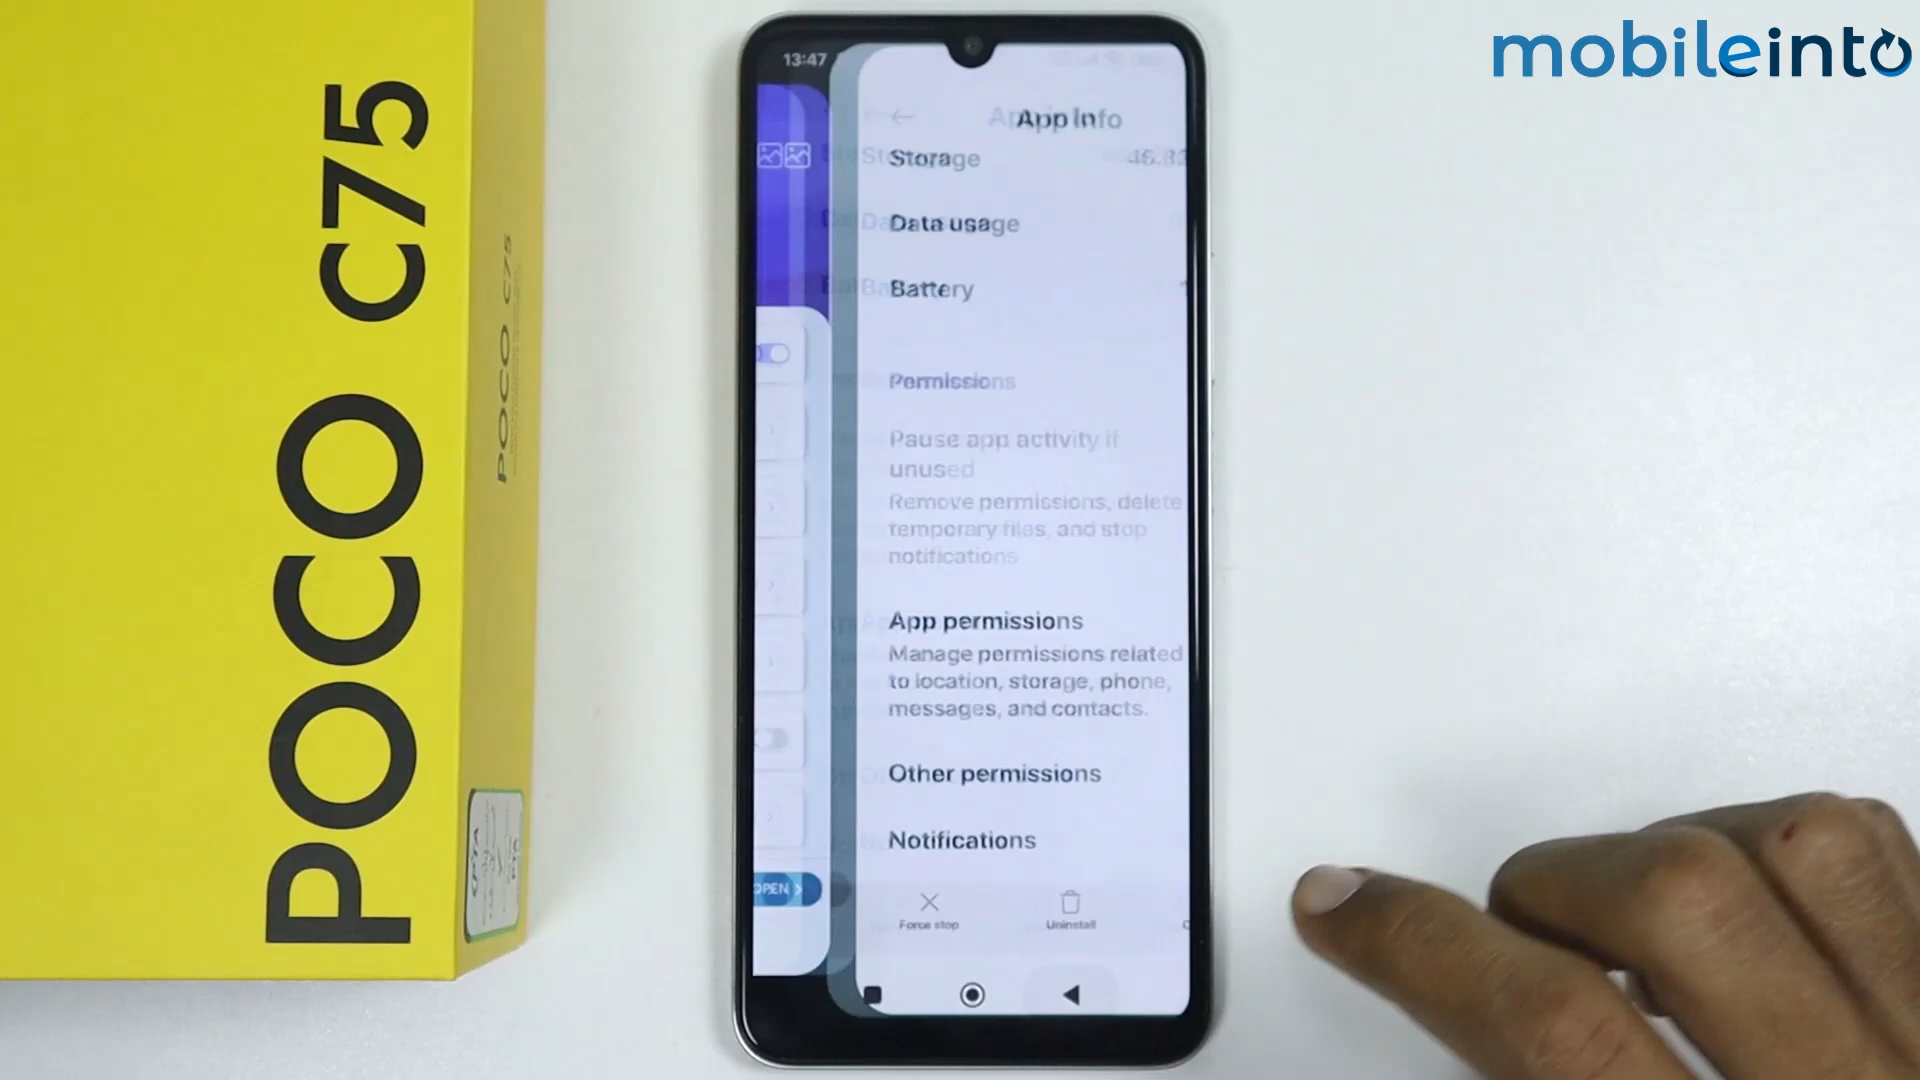 mobileinto
POCO C75
POCO C75
PTA
PTA
13:47
App info
Storage
Data usage
Battery
Permissions
Pause app activity if
unused
Remove permissions, delete
temporary files, and stop
notifications
App permissions
Manage permissions related
to location, storage, phone,
messages, and contacts.
Other permissions
Notifications
OPEN >
Force stop
Uninstall